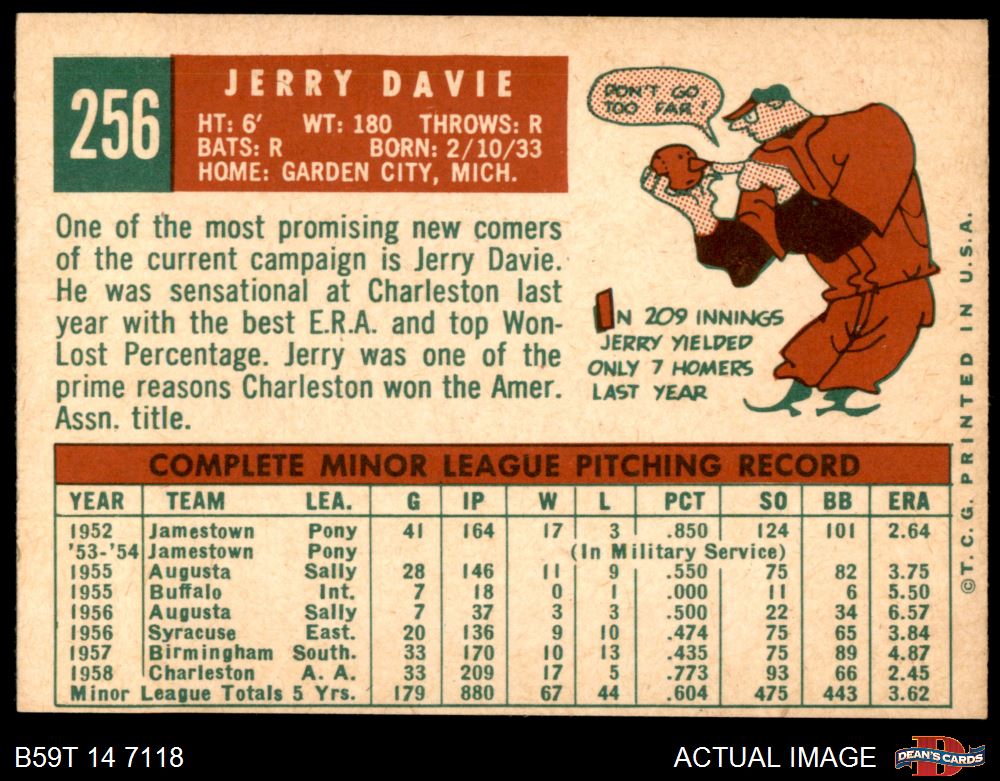 256
JERRY DAVIE
HT: 6' WT: 180 THROWS: R
BATS: R BORN: 2/10/33
HOME: GARDEN CITY, MICH.
One of the most promising new comers
of the current campaign is Jerry Davie.
He was sensational at Charleston last
year with the best E.R.A. and top Won-
Lost Percentage. Jerry was one of the
prime reasons Charleston won the Amer.
Assn. title.
DON'T GO
TOO FAR!
IN 209 INNINGS
JERRY YIELDED
ONLY 7 HOMERS
LAST YEAR
COMPLETE MINOR LEAGUE PITCHING RECORD
YEAR TEAM LEA. G IP W L PCT SO BB ERA
1952 Jamestown Pony 41 164 17 3 .850 124 101 2.64
'53-'54 Jamestown Pony (In Military Service)
1955 Augusta Sally 28 146 11 9 .550 75 82 3.75
1955 Buffalo Int. 7 18 0 1 .000 11 6 5.50
1956 Augusta Sally 7 37 3 3 .500 22 34 6.57
1956 Syracuse East. 20 136 9 10 .474 75 65 3.84
1957 Birmingham South. 33 170 10 13 .435 75 89 4.87
1958 Charleston A. A. 33 209 17 5 .773 93 66 2.45
Minor League Totals 5 Yrs. 179 880 67 44 .604 475 443 3.62
©T. C. G. PRINTED IN U.S.A.
B59T 14 7118
ACTUAL IMAGE
DEAN'S CARDS